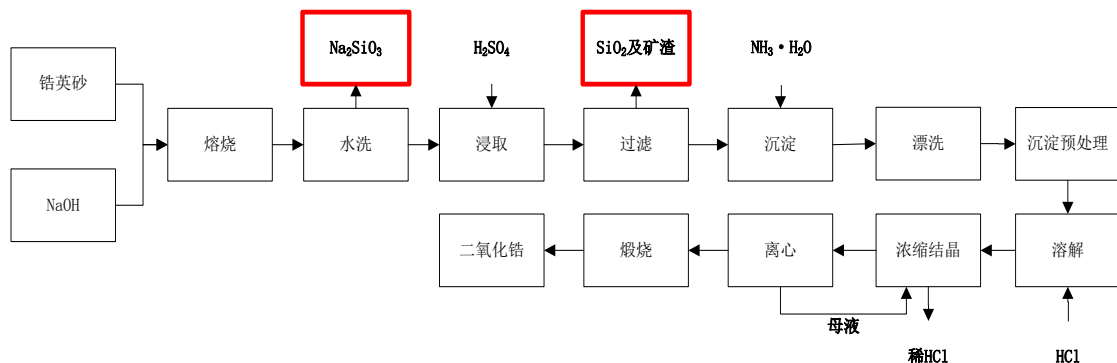 Na₂SiO₃
H₂SO₄
SiO₂及矿渣
NH₃·H₂O
锆英砂
熔烧
水洗
浸取
过滤
沉淀
漂洗
沉淀预处理
NaOH
二氧化锆
煅烧
离心
浓缩结晶
溶解
母液
稀HCl
HCl